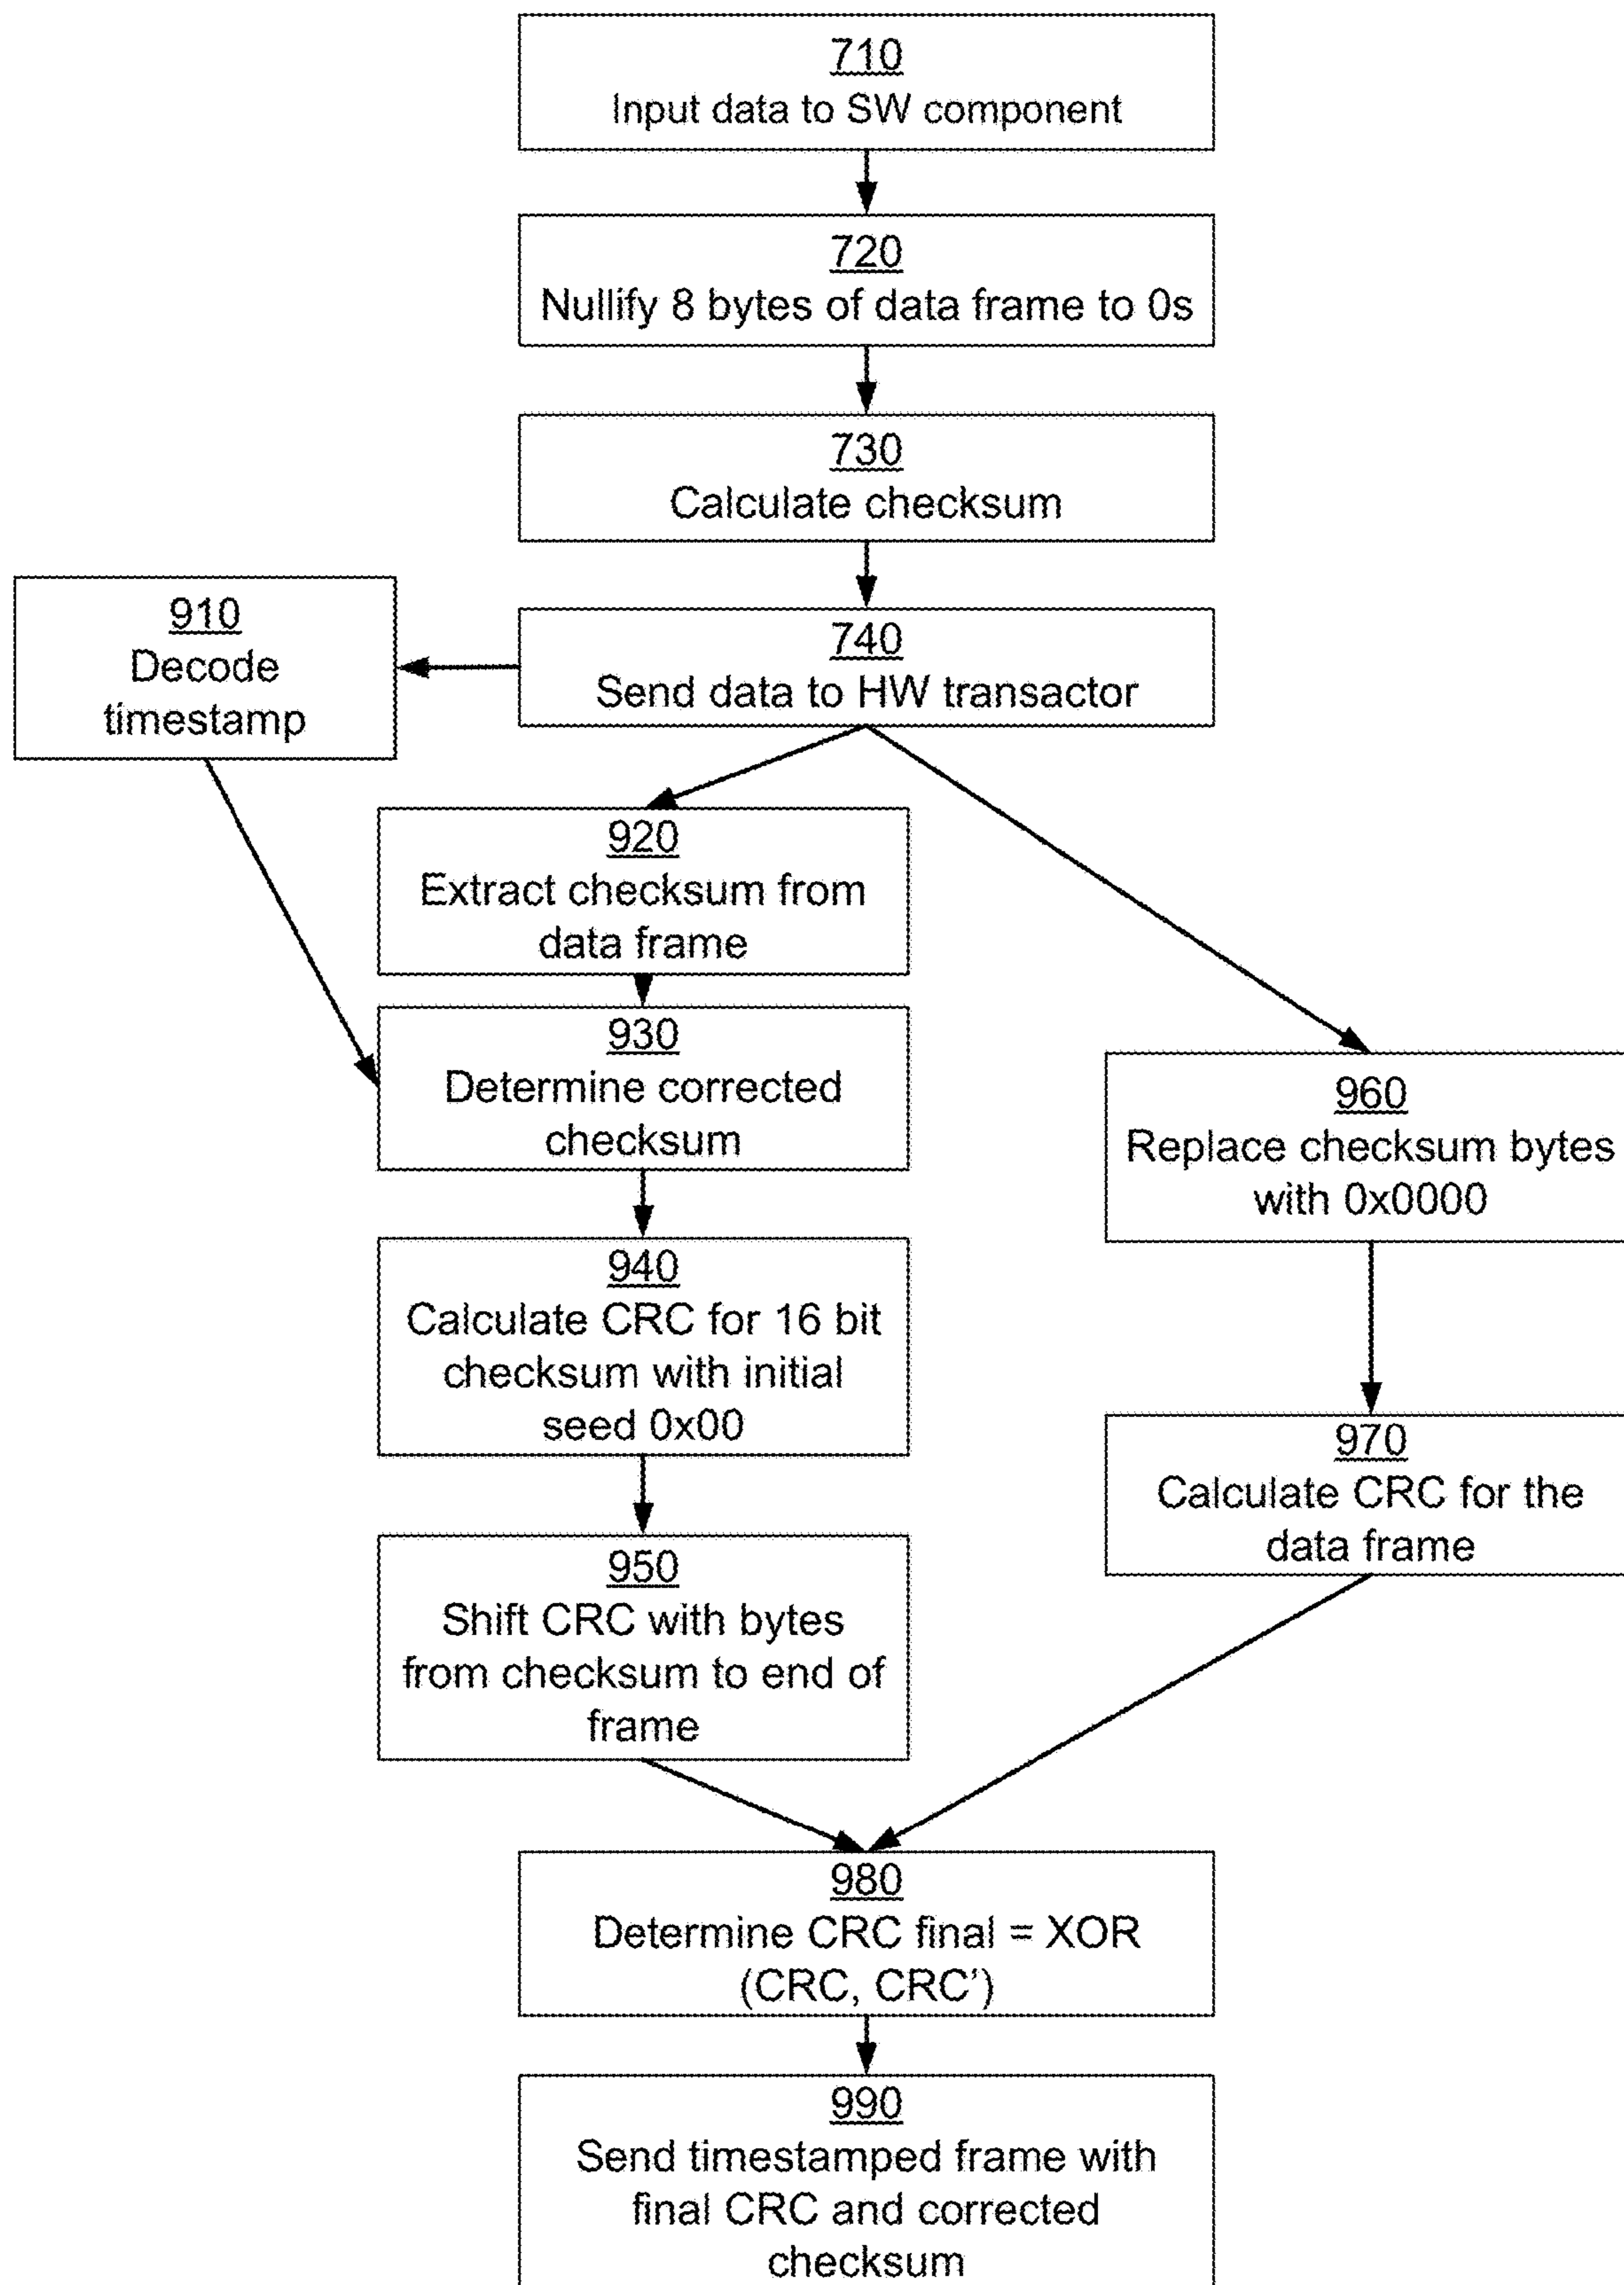 710
Input data to SW component
720
Nullify 8 bytes of data frame to 0s
730
Calculate checksum
740
Send data to HW transactor
910
Decode
timestamp
920
Extract checksum from
data frame
930
Determine corrected
checksum
940
Calculate CRC for 16 bit
checksum with initial
seed 0x00
950
Shift CRC with bytes
from checksum to end of
frame
960
Replace checksum bytes
with 0x0000
970
Calculate CRC for the
data frame
980
Determine CRC final = XOR
(CRC, CRC’)
990
Send timestamped frame with
final CRC and corrected
checksum